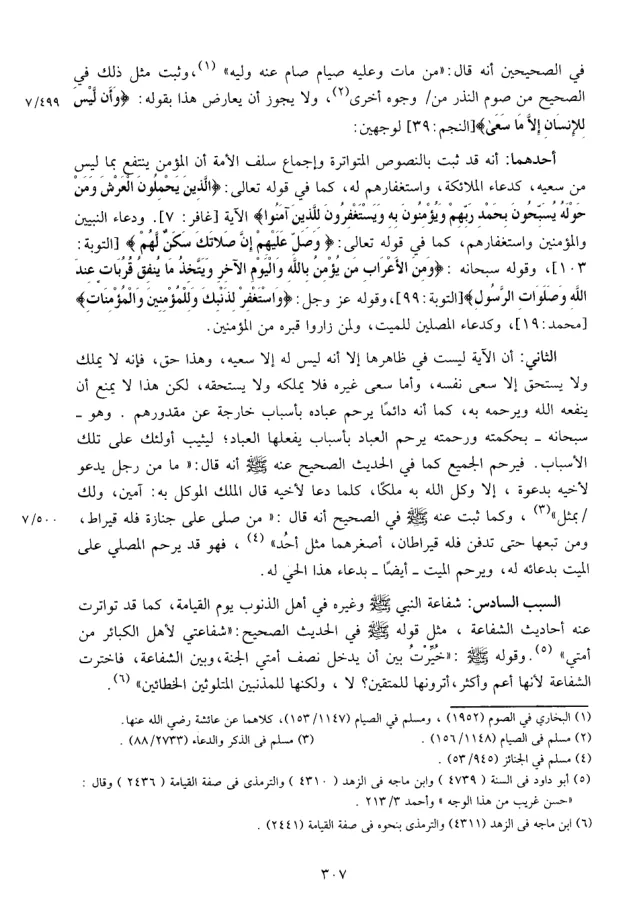 في الصحيحين أنه قال: «من مات وعليه صيام صام عنه وليه» (١)، وثبت مثل ذلك في
٧/٤٩٩ الصحيح من صوم النذر من/ وجوه أخرى(٢)، ولا يجوز أن يعارض هذا بقوله: ﴿وَأَن لَّيْسَ
لِلإِنسَانِ إِلاَّ مَا سَعَىٰ﴾[النجم:٣٩] لوجهين:
أحدهما: أنه قد ثبت بالنصوص المتواترة وإجماع سلف الأمة أن المؤمن ينتفع بما ليس
من سعيه، كدعاء الملائكة، واستغفارهم له، كما في قوله تعالى: ﴿الَّذِينَ يَحْمِلُونَ الْعَرْشَ وَمَنْ
حَوْلَهُ يُسَبِّحُونَ بِحَمْدِ رَبِّهِمْ وَيُؤْمِنُونَ بِهِ وَيَسْتَغْفِرُونَ لِلَّذِينَ آمَنُوا﴾ الآية [غافر: ٧]. ودعاء النبيين
والمؤمنين واستغفارهم، كما في قوله تعالى: ﴿ وَصَلِّ عَلَيْهِمْ إِنَّ صَلاتَكَ سَكَنٌ لَّهُمْ ﴾ [التوبة:
١٠٣]، وقوله سبحانه :﴿وَمِنَ الأَعْرَابِ مَن يُؤْمِنُ بِاللَّهِ وَالْيَوْمِ الآخِرِ وَيَتَّخِذُ مَا يُنفِقُ قُرُبَاتٍ عِندَ
اللَّهِ وَصَلَوَاتِ الرَّسُولِ﴾[التوبة:٩٩]،وقوله عز وجل: ﴿وَاسْتَغْفِرْ لِذَنْبِكَ وَلِلْمُؤْمِنِينَ وَالْمُؤْمِنَاتِ﴾
[محمد:١٩]، وكدعاء المصلين للميت، ولمن زاروا قبره من المؤمنين.
الثاني: أن الآية ليست في ظاهرها إلا أنه ليس له إلا سعيه، وهذا حق، فإنه لا يملك
ولا يستحق إلا سعى نفسه، وأما سعى غيره فلا يملكه ولا يستحقه، لكن هذا لا يمنع أن
ينفعه الله ويرحمه به، كما أنه دائمًا يرحم عباده بأسباب خارجة عن مقدورهم . وهو ـ
سبحانه ـ بحكمته ورحمته يرحم العباد بأسباب يفعلها العباد؛ ليثيب أولئك على تلك
الأسباب. فيرحم الجميع كما في الحديث الصحيح عنه ﷺ أنه قال:« ما من رجل يدعو
لأخيه بدعوة ، إلا وكل الله به ملكًا، كلما دعا لأخيه قال الملك الموكل به: آمين، ولك
٧/٥٠٠ /بمثل»(٣) ، وكما ثبت عنه ﷺ في الصحيح أنه قال :« من صلى على جنازة فله قيراط،
ومن تبعها حتى تدفن فله قيراطان، أصغرهما مثل أحُد» (٤) ، فهو قد يرحم المصلي على
الميت بدعائه له، ويرحم الميت ـ أيضًا ـ بدعاء هذا الحي له.
السبب السادس: شفاعة النبي ﷺ وغيره في أهل الذنوب يوم القيامة، كما قد تواترت
عنه أحاديث الشفاعة ، مثل قوله ﷺ في الحديث الصحيح:«شفاعتي لأهل الكبائر من
أمتي» (٥).وقوله ﷺ :«خُيِّرْتُ بين أن يدخل نصف أمتي الجنة،وبين الشفاعة، فاخترت
الشفاعة لأنها أعم وأكثر،أترونها للمتقين؟ لا ، ولكنها للمذنبين المتلوثين الخطائين» (٦).
(١) البخاري في الصوم (١٩٥٢) ، ومسلم في الصيام (١١٤٧/١٥٣)، كلاهما عن عائشة رضي الله عنها.
(٢) مسلم فى الصيام (١١٤٨/ ١٥٦) . (٣) مسلم فى الذكر والدعاء (٢٧٣٣/ ٨٨) .
(٤) مسلم في الجنائز (٩٤٥/ ٥٣) .
(٥) أبو داود فى السنة ( ٤٧٣٩ ) وابن ماجه فى الزهد ( ٤٣١٠ ) والترمذى فى صفة القيامة ( ٢٤٣٦ ) وقال :
«حسن غريب من هذا الوجه » وأحمد ٣/ ٢١٣ .
(٦) ابن ماجه فى الزهد (٤٣١١) والترمذى بنحوه فى صفة القيامة (٢٤٤١) .
٣٠٧